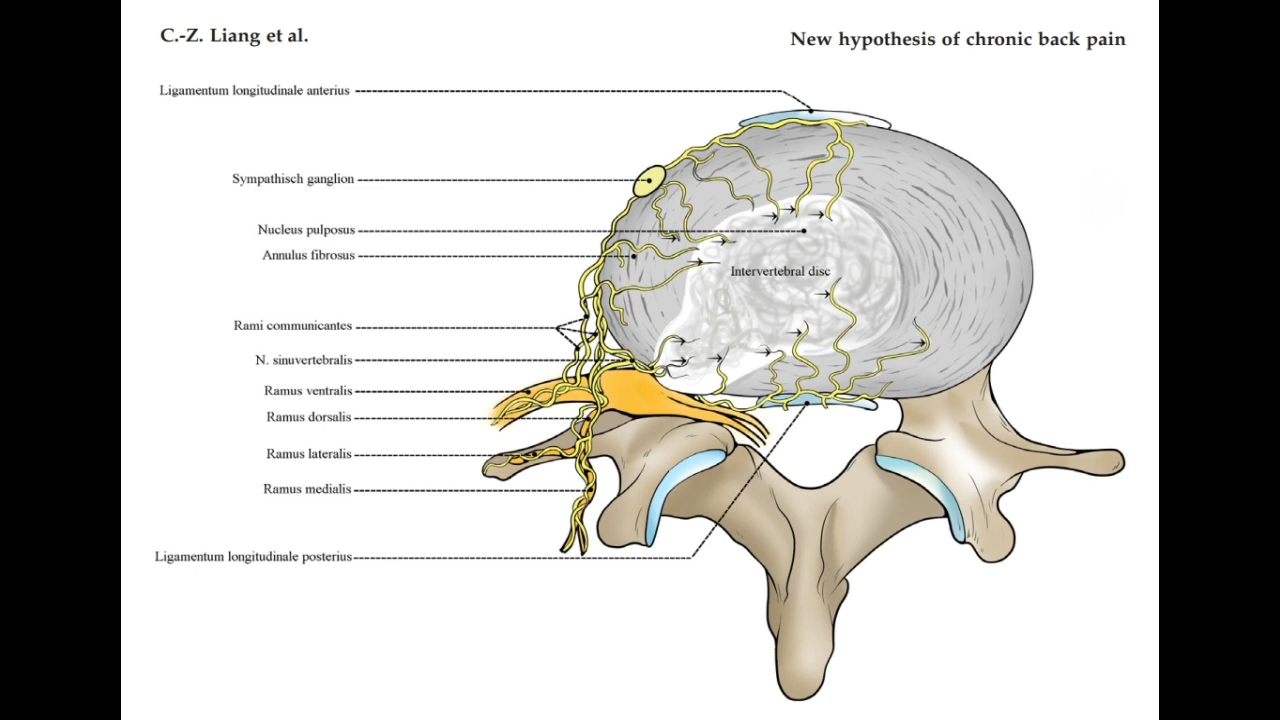 C.-Z. Liang et al.
New hypothesis of chronic back pain
Ligamentum longitudinale anterius
Sympathisch ganglion
Nucleus pulposus
Annulus fibrosus
Intervertebral disc
Rami communicantes
N. sinuvertebralis
Ramus ventralis
Ramus dorsalis
Ramus lateralis
Ramus medialis
Ligamentum longitudinale posterius